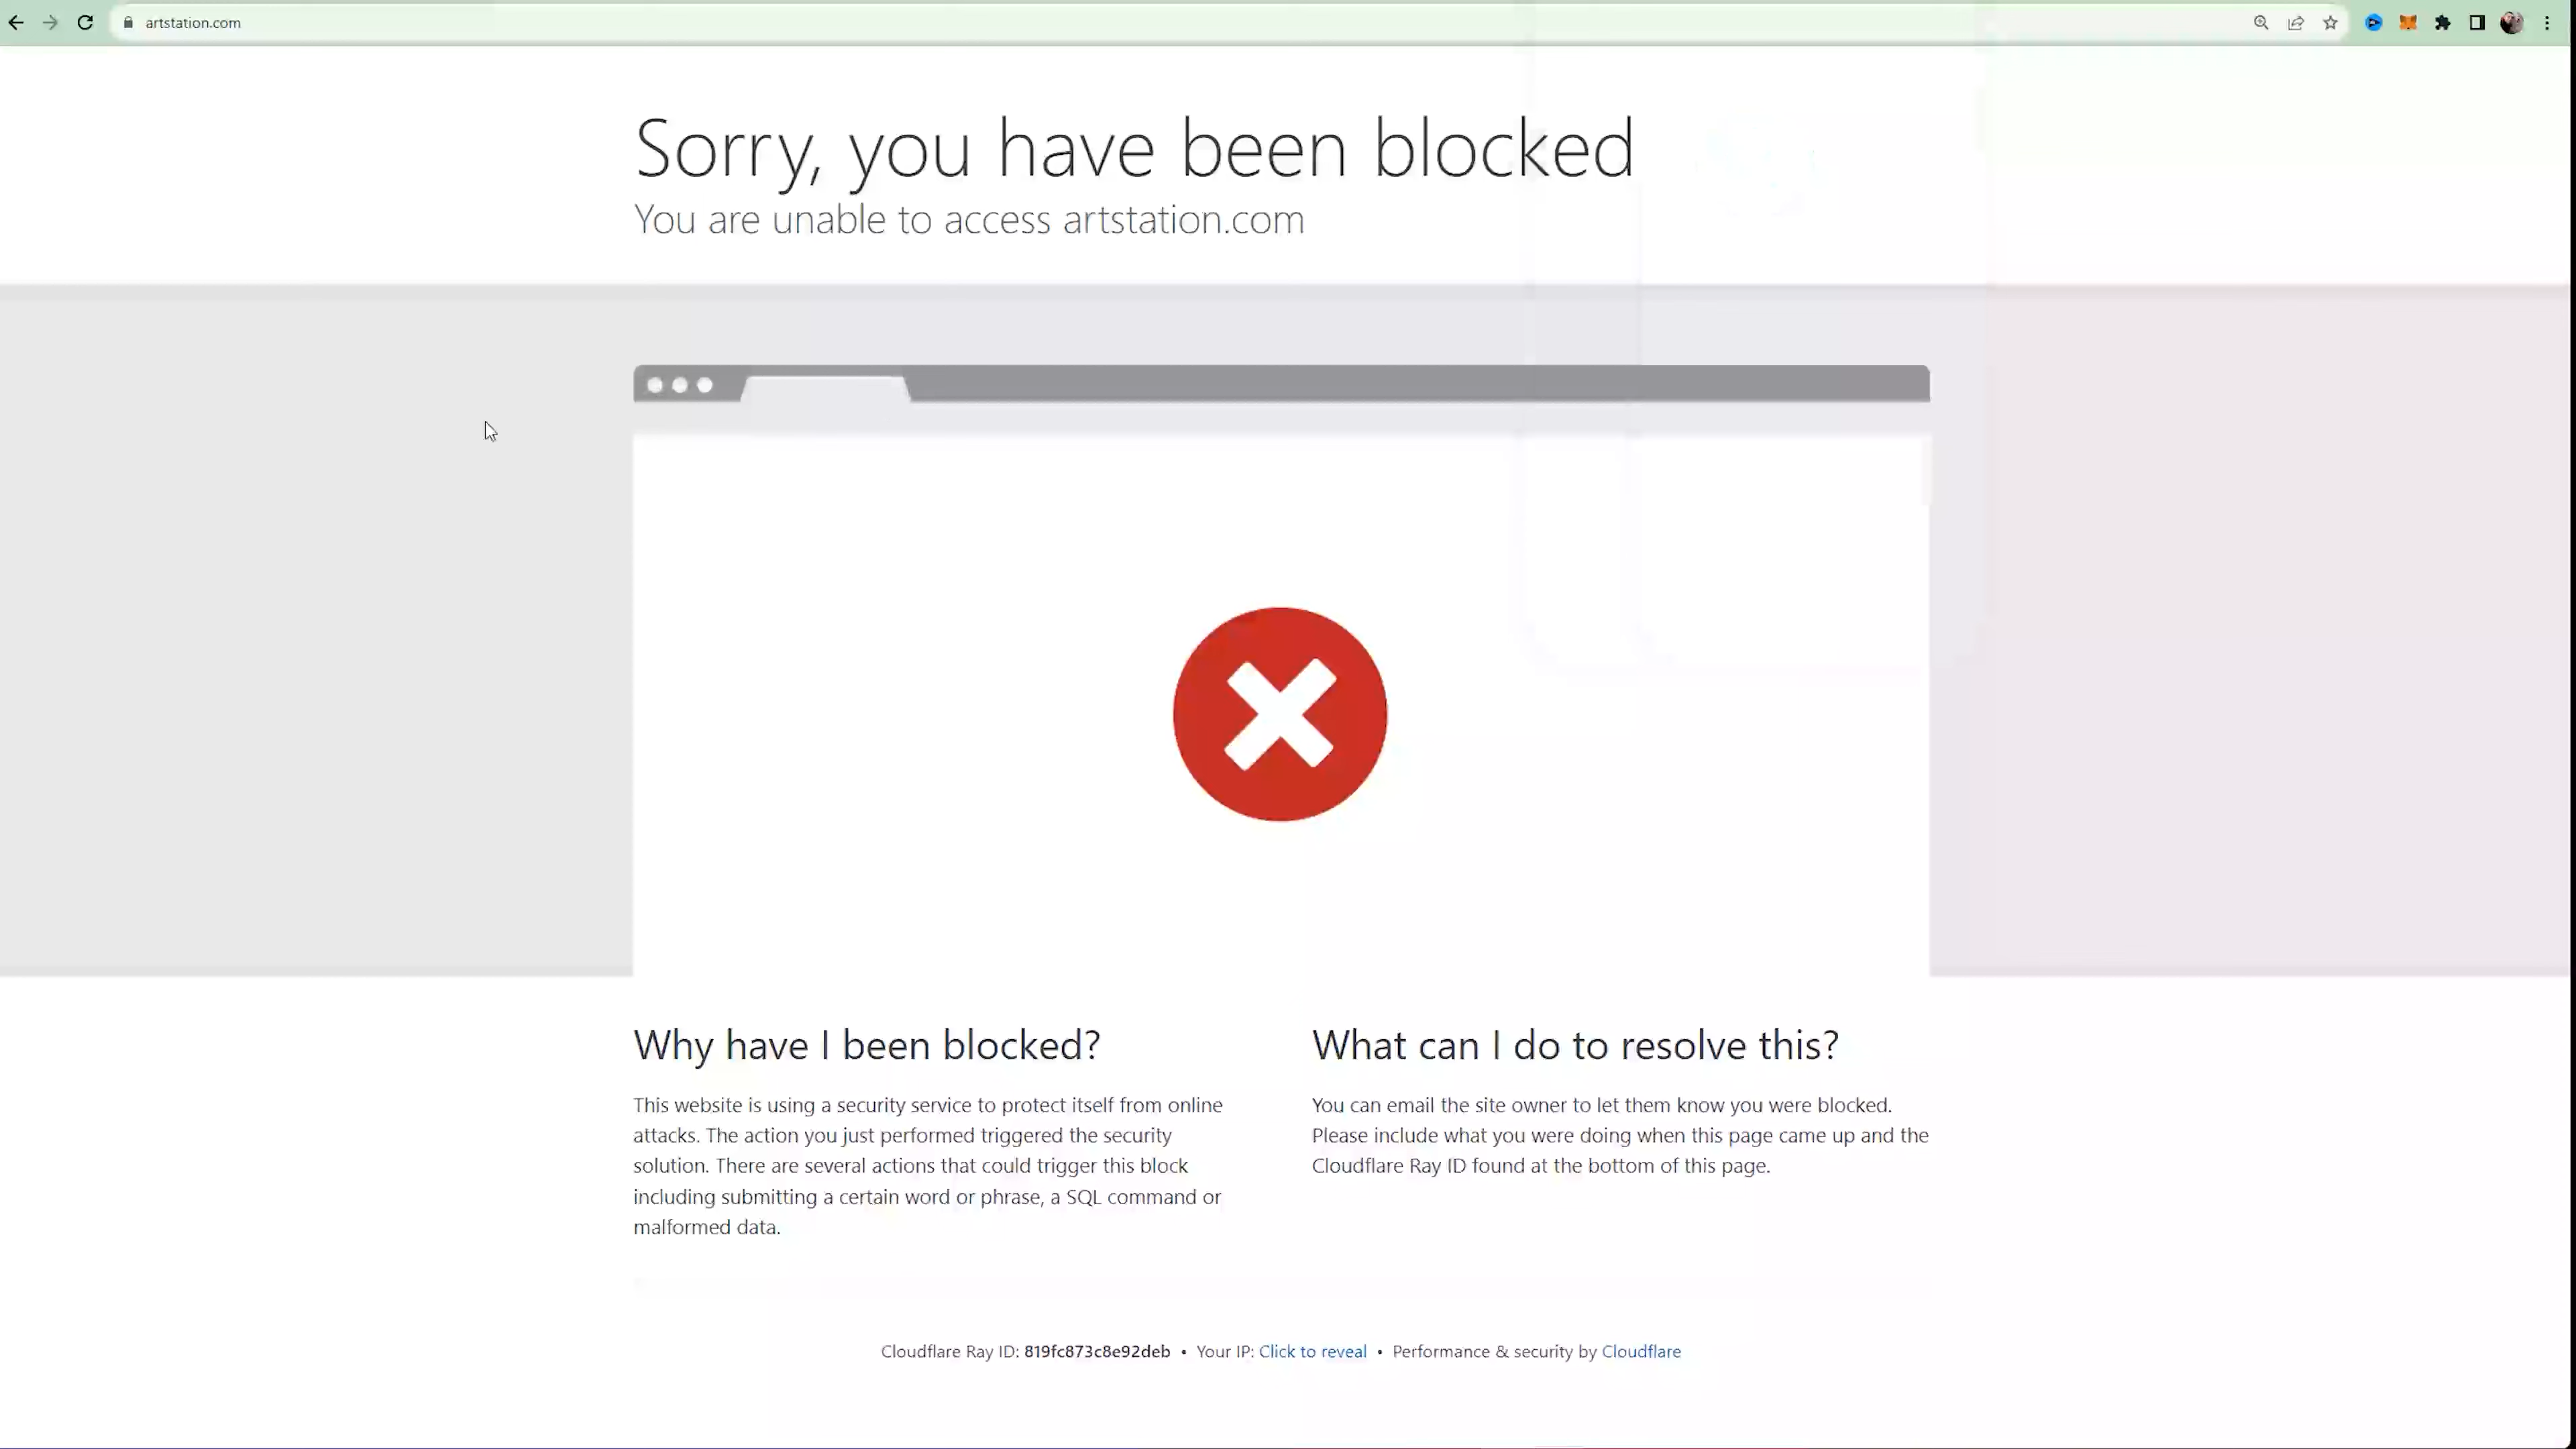 artstation.com
Sorry, you have been blocked
You are unable to access artstation.com
Why have I been blocked?
This website is using a security service to protect itself from online
attacks. The action you just performed triggered the security
solution. There are several actions that could trigger this block
including submitting a certain word or phrase, a SQL command or
malformed data.
What can I do to resolve this?
You can email the site owner to let them know you were blocked.
Please include what you were doing when this page came up and the
Cloudflare Ray ID found at the bottom of this page.
Cloudflare Ray ID: 819fc873c8e92deb • Your IP: Click to reveal • Performance & security by Cloudflare